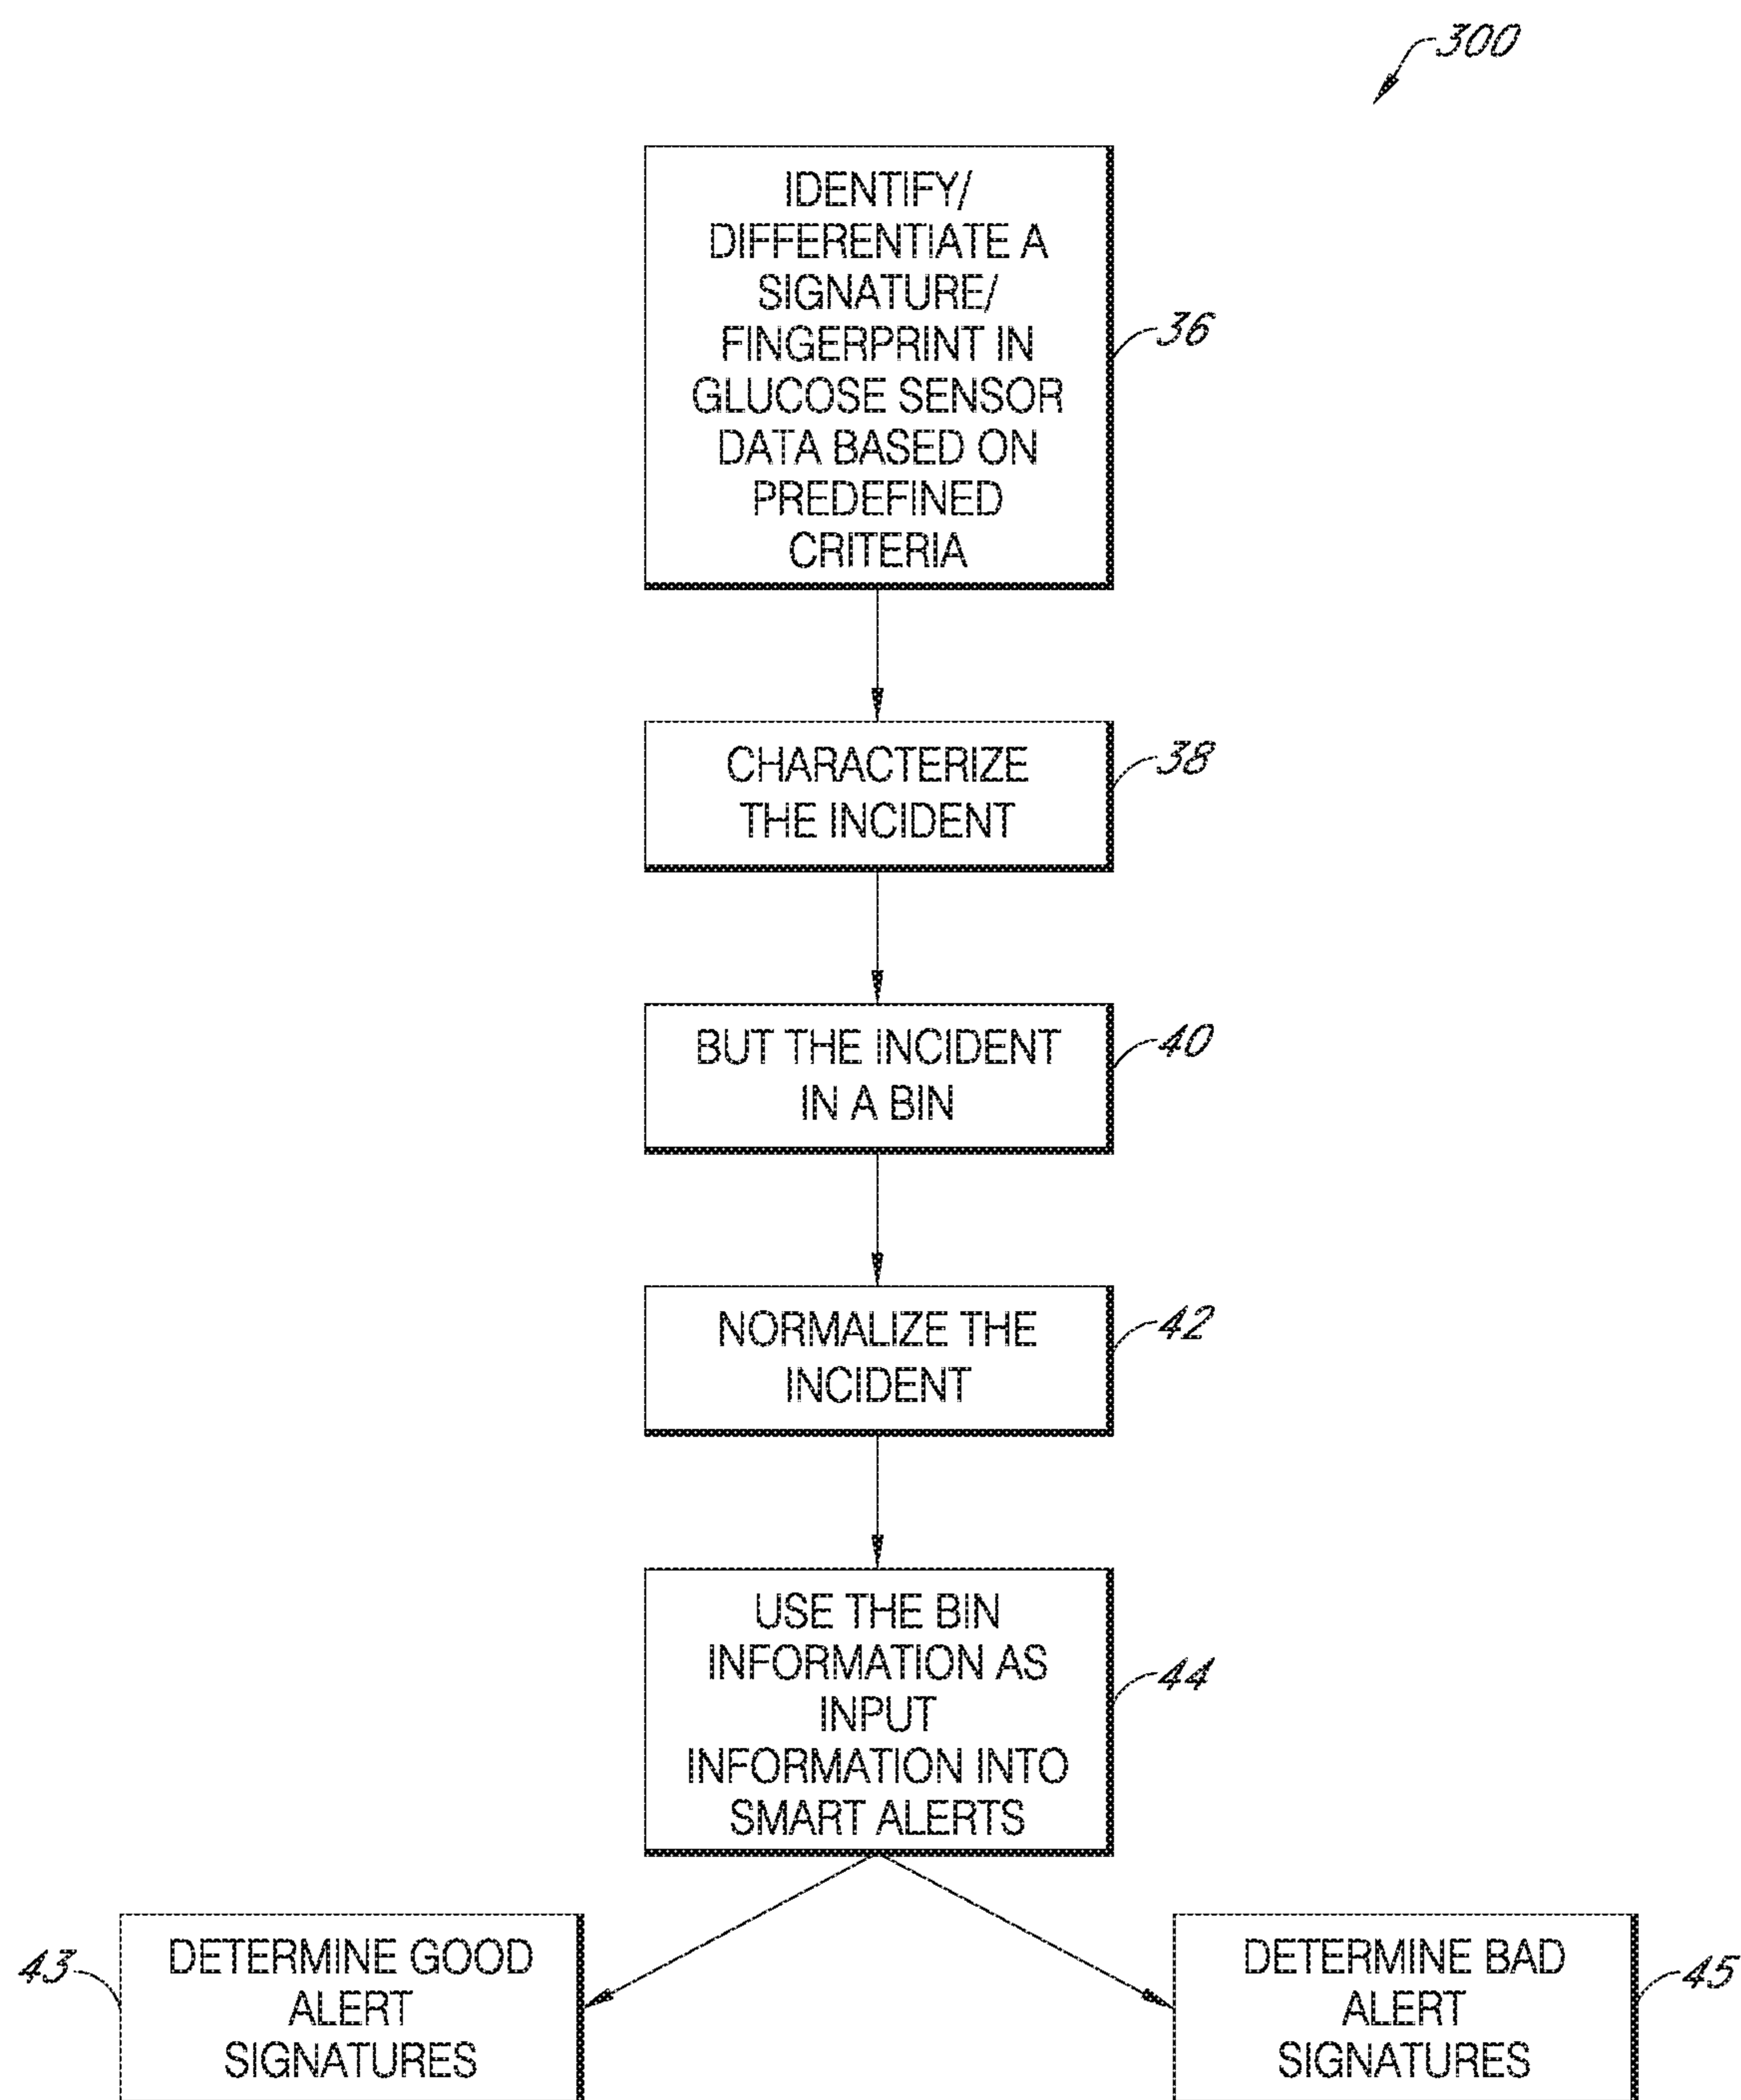 300
IDENTIFY/
DIFFERENTIATE A
SIGNATURE/
FINGERPRINT IN
GLUCOSE SENSOR
DATA BASED ON
PREDEFINED
CRITERIA
36
CHARACTERIZE
THE INCIDENT
38
BUT THE INCIDENT
IN A BIN
40
NORMALIZE THE
INCIDENT
42
USE THE BIN
INFORMATION AS
INPUT
INFORMATION INTO
SMART ALERTS
44
43
DETERMINE GOOD
ALERT
SIGNATURES
DETERMINE BAD
ALERT
SIGNATURES
45